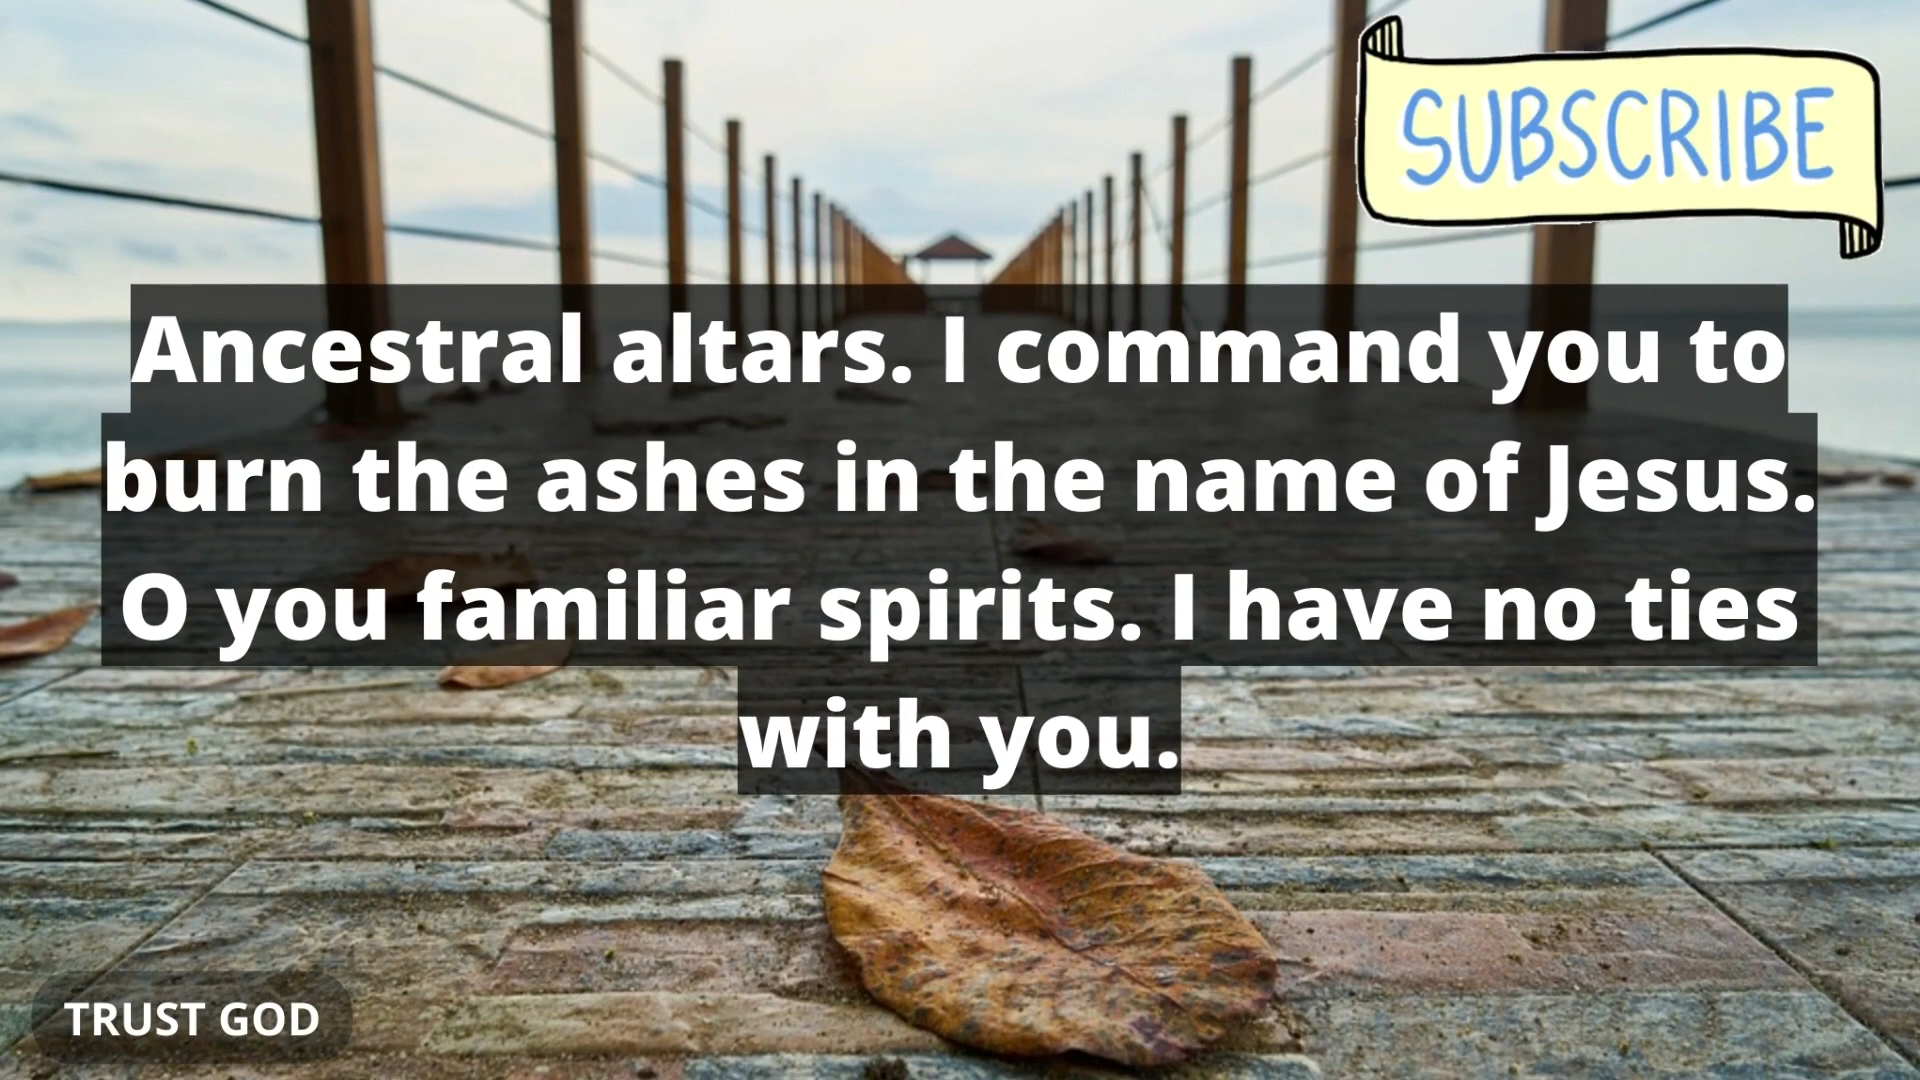 SUBSCRIBE
Ancestral altars. I command you to
burn the ashes in the name of Jesus.
O you familiar spirits. I have no ties
with you.
TRUST GOD